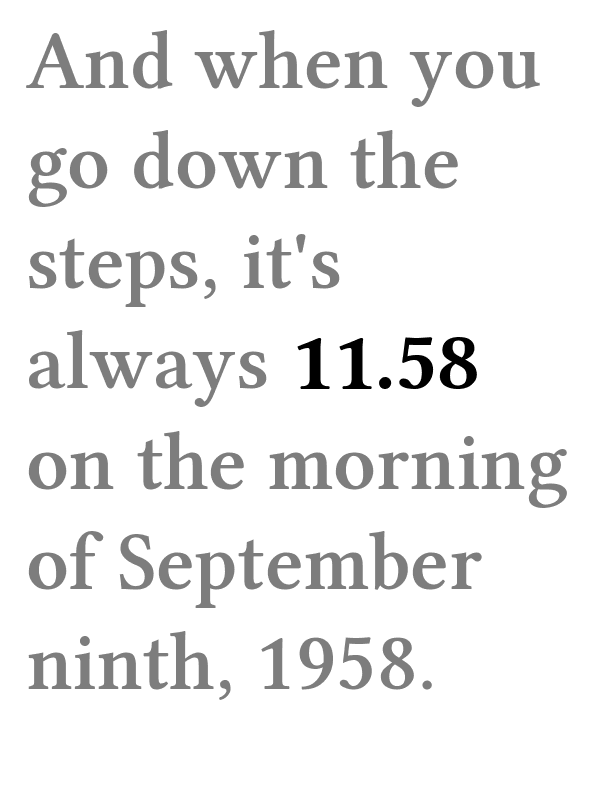 And when you
go down the
steps, it's
always 11.58
on the morning
of September
ninth, 1958.